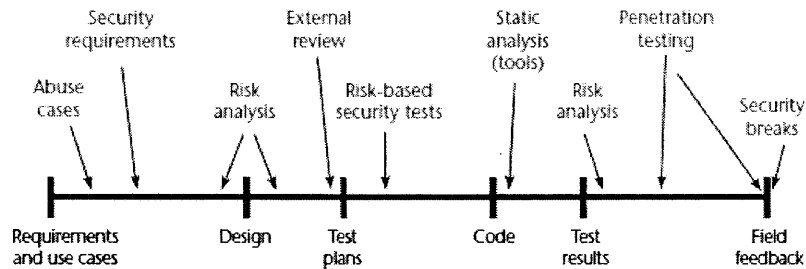 Security
requirements
External
review
Static
analysis
(tools)
Penetration
testing
Abuse
cases
Risk
analysis
Risk-based
security tests
Risk
analysis
Security
breaks
Requirements
and use cases
Design
Test
plans
Code
Test
results
Field
feedback